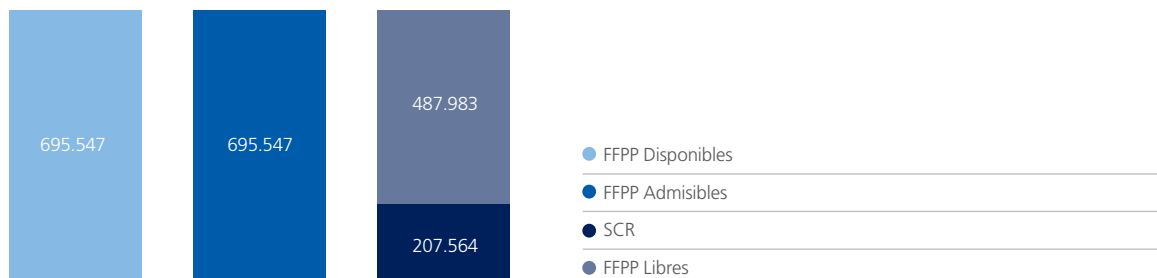 695.547
695.547
487.983
207.564
FFPP Disponibles
FFPP Admisibles
SCR
FFPP Libres